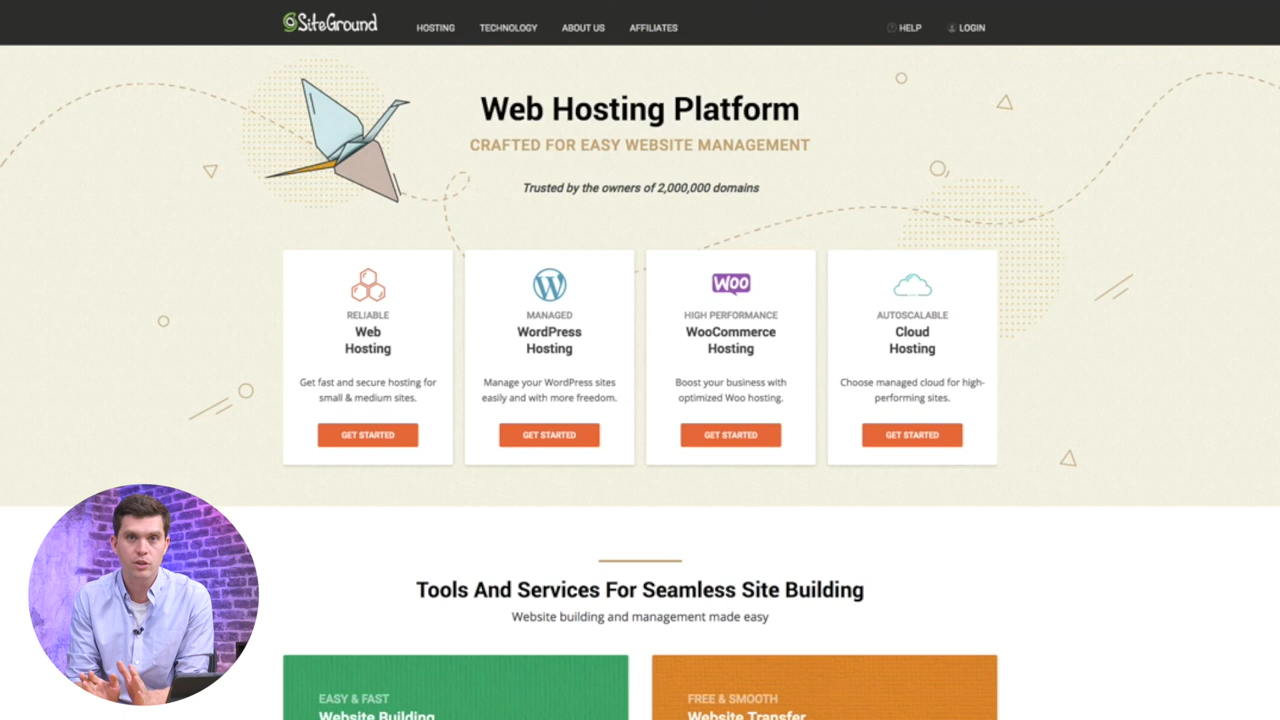 SiteGround HOSTING TECHNOLOGY ABOUT US AFFILIATES HELP LOGIN
Web Hosting Platform
CRAFTED FOR EASY WEBSITE MANAGEMENT
Trusted by the owners of 2,000,000 domains
RELIABLE
Web
Hosting
Get fast and secure hosting for
small & medium sites.
GET STARTED
MANAGED
WordPress
Hosting
Manage your WordPress sites
easily and with more freedom.
GET STARTED
WOO
HIGH PERFORMANCE
WooCommerce
Hosting
Boost your business with
optimized Woo hosting.
GET STARTED
AUTOSCALABLE
Cloud
Hosting
Choose managed cloud for high-
performing sites.
GET STARTED
Tools And Services For Seamless Site Building
Website building and management made easy
EASY & FAST
Website Building
FREE & SMOOTH
Website Transfer